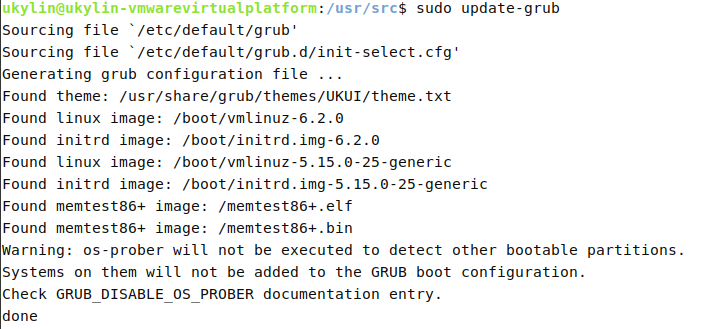 ukylin@ukylin-vmwarevirtualplatform:/usr/src$ sudo update-grub
Sourcing file `/etc/default/grub'
Sourcing file `/etc/default/grub.d/init-select.cfg'
Generating grub configuration file ...
Found theme: /usr/share/grub/themes/UKUI/theme.txt
Found linux image: /boot/vmlinuz-6.2.0
Found initrd image: /boot/initrd.img-6.2.0
Found linux image: /boot/vmlinuz-5.15.0-25-generic
Found initrd image: /boot/initrd.img-5.15.0-25-generic
Found memtest86+ image: /memtest86+.elf
Found memtest86+ image: /memtest86+.bin
Warning: os-prober will not be executed to detect other bootable partitions.
Systems on them will not be added to the GRUB boot configuration.
Check GRUB_DISABLE_OS_PROBER documentation entry.
done